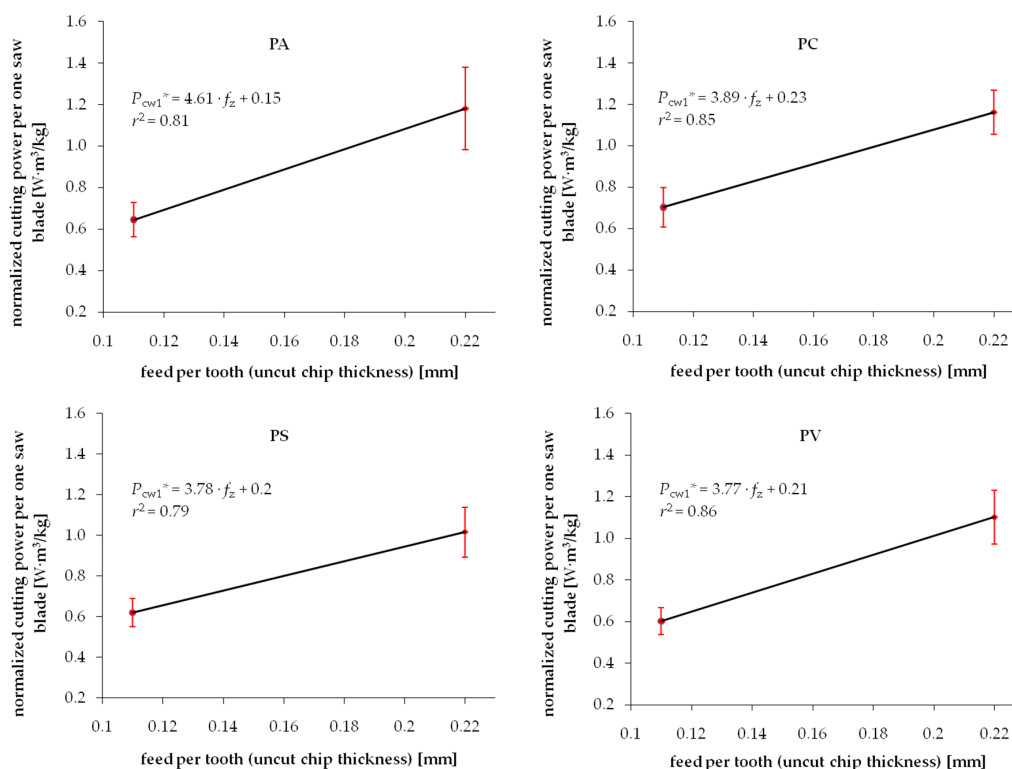 normalized cutting power per one saw
blade [W·m³/kg]
1.6
1.4
1.2
1.0
0.8
0.6
0.4
0.2
PA
P_cw1* = 4.61 · f_z + 0.15
r² = 0.81
0.1
0.12
0.14
0.16
0.18
0.2
0.22
feed per tooth (uncut chip thickness) [mm]
normalized cutting power per one saw
blade [W·m³/kg]
1.6
1.4
1.2
1.0
0.8
0.6
0.4
0.2
PC
P_cw1* = 3.89 · f_z + 0.23
r² = 0.85
0.1
0.12
0.14
0.16
0.18
0.2
0.22
feed per tooth (uncut chip thickness) [mm]
normalized cutting power per one saw
blade [W·m³/kg]
1.6
1.4
1.2
1.0
0.8
0.6
0.4
0.2
PS
P_cw1* = 3.78 · f_z + 0.2
r² = 0.79
0.1
0.12
0.14
0.16
0.18
0.2
0.22
feed per tooth (uncut chip thickness) [mm]
normalized cutting power per one saw
blade [W·m³/kg]
1.6
1.4
1.2
1.0
0.8
0.6
0.4
0.2
PV
P_cw1* = 3.77 · f_z + 0.21
r² = 0.86
0.1
0.12
0.14
0.16
0.18
0.2
0.22
feed per tooth (uncut chip thickness) [mm]